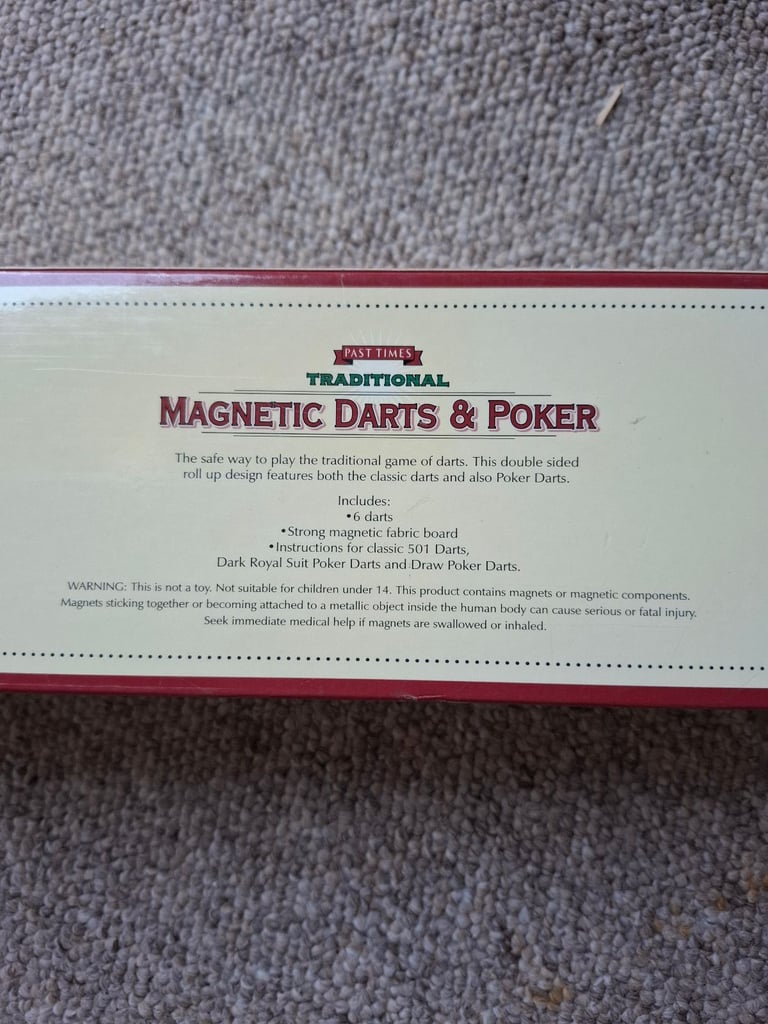 PAST TIMES
TRADITIONAL
MAGNETIC DARTS & POKER
The safe way to play the traditional game of darts. This double sided
roll up design features both the classic darts and also Poker Darts.
Includes:
•6 darts
•Strong magnetic fabric board
•Instructions for classic 501 Darts,
Dark Royal Suit Poker Darts and Draw Poker Darts.
WARNING: This is not a toy. Not suitable for children under 14. This product contains magnets or magnetic components.
Magnets sticking together or becoming attached to a metallic object inside the human body can cause serious or fatal injury.
Seek immediate medical help if magnets are swallowed or inhaled.